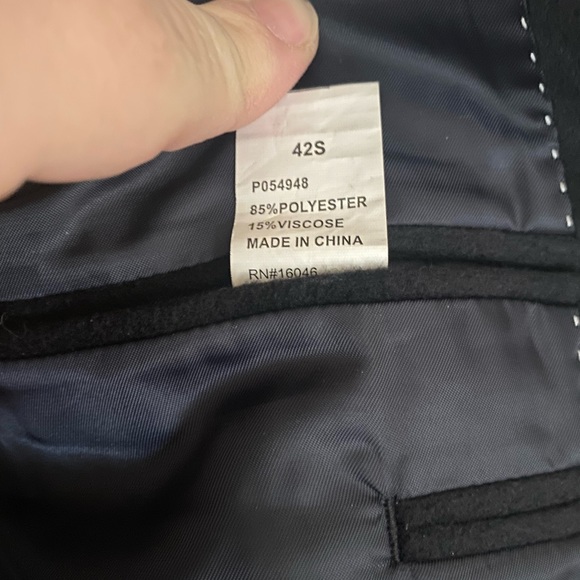 42S
P054948
85%POLYESTER
15%VISCOSE
MADE IN CHINA
RN#16046